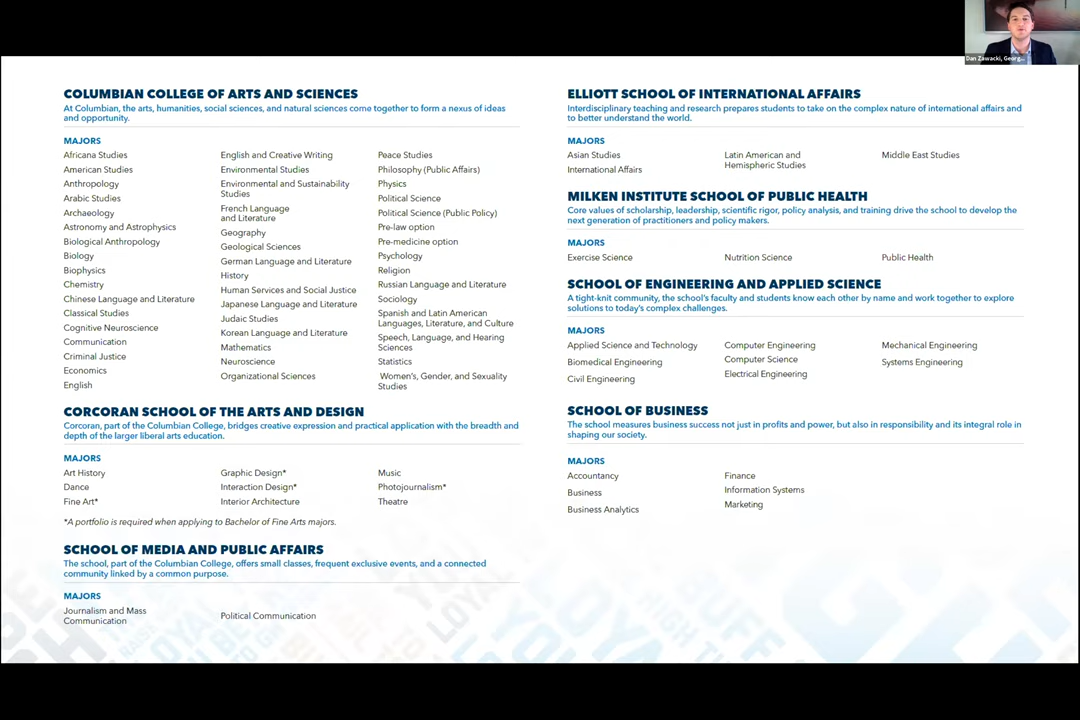 Dan Zawacki, Georg...
COLUMBIAN COLLEGE OF ARTS AND SCIENCES
At Columbian, the arts, humanities, social sciences, and natural sciences come together to form a nexus of ideas
and opportunity.
MAJORS
Africana Studies
American Studies
Anthropology
Arabic Studies
Archaeology
Astronomy and Astrophysics
Biological Anthropology
Biology
Biophysics
Chemistry
Chinese Language and Literature
Classical Studies
Cognitive Neuroscience
Communication
Criminal Justice
Economics
English
English and Creative Writing
Environmental Studies
Environmental and Sustainability
Studies
French Language
and Literature
Geography
Geological Sciences
German Language and Literature
History
Human Services and Social Justice
Japanese Language and Literature
Judaic Studies
Korean Language and Literature
Mathematics
Neuroscience
Organizational Sciences
Peace Studies
Philosophy (Public Affairs)
Physics
Political Science
Political Science (Public Policy)
Pre-law option
Pre-medicine option
Psychology
Religion
Russian Language and Literature
Sociology
Spanish and Latin American
Languages, Literature, and Culture
Speech, Language, and Hearing
Sciences
Statistics
Women's, Gender, and Sexuality
Studies
CORCORAN SCHOOL OF THE ARTS AND DESIGN
Corcoran, part of the Columbian College, bridges creative expression and practical application with the breadth and
depth of the larger liberal arts education.
MAJORS
Art History
Dance
Fine Art*
Graphic Design*
Interaction Design*
Interior Architecture
Music
Photojournalism*
Theatre
*A portfolio is required when applying to Bachelor of Fine Arts majors.
SCHOOL OF MEDIA AND PUBLIC AFFAIRS
The school, part of the Columbian College, offers small classes, frequent exclusive events, and a connected
community linked by a common purpose.
MAJORS
Journalism and Mass
Communication
Political Communication
ELLIOTT SCHOOL OF INTERNATIONAL AFFAIRS
Interdisciplinary teaching and research prepares students to take on the complex nature of international affairs and
to better understand the world.
MAJORS
Asian Studies
International Affairs
Latin American and
Hemispheric Studies
Middle East Studies
MILKEN INSTITUTE SCHOOL OF PUBLIC HEALTH
Core values of scholarship, leadership, scientific rigor, policy analysis, and training drive the school to develop the
next generation of practitioners and policy makers.
MAJORS
Exercise Science
Nutrition Science
Public Health
SCHOOL OF ENGINEERING AND APPLIED SCIENCE
A tight-knit community, the school's faculty and students know each other by name and work together to explore
solutions to today's complex challenges.
MAJORS
Applied Science and Technology
Biomedical Engineering
Civil Engineering
Computer Engineering
Computer Science
Electrical Engineering
Mechanical Engineering
Systems Engineering
SCHOOL OF BUSINESS
The school measures business success not just in profits and power, but also in responsibility and its integral role in
shaping our society.
MAJORS
Accountancy
Business
Business Analytics
Finance
Information Systems
Marketing